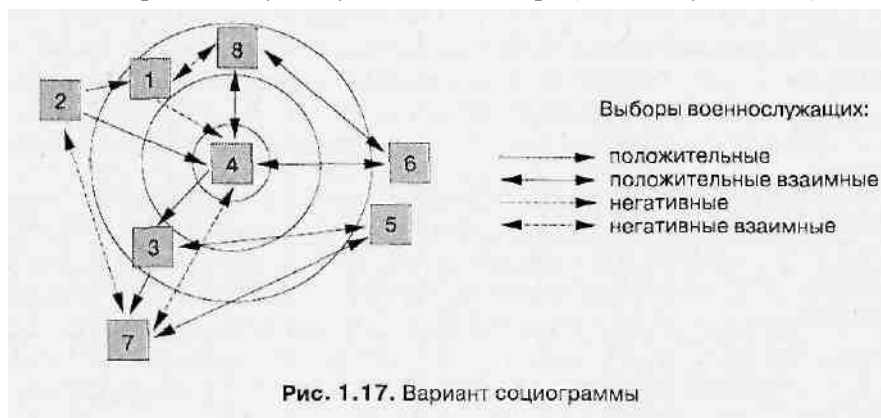 8
1
2
4
6
5
3
7
Выборы военнослужащих:
положительные
положительные взаимные
негативные
негативные взаимные
Рис. 1.17. Вариант социограммы